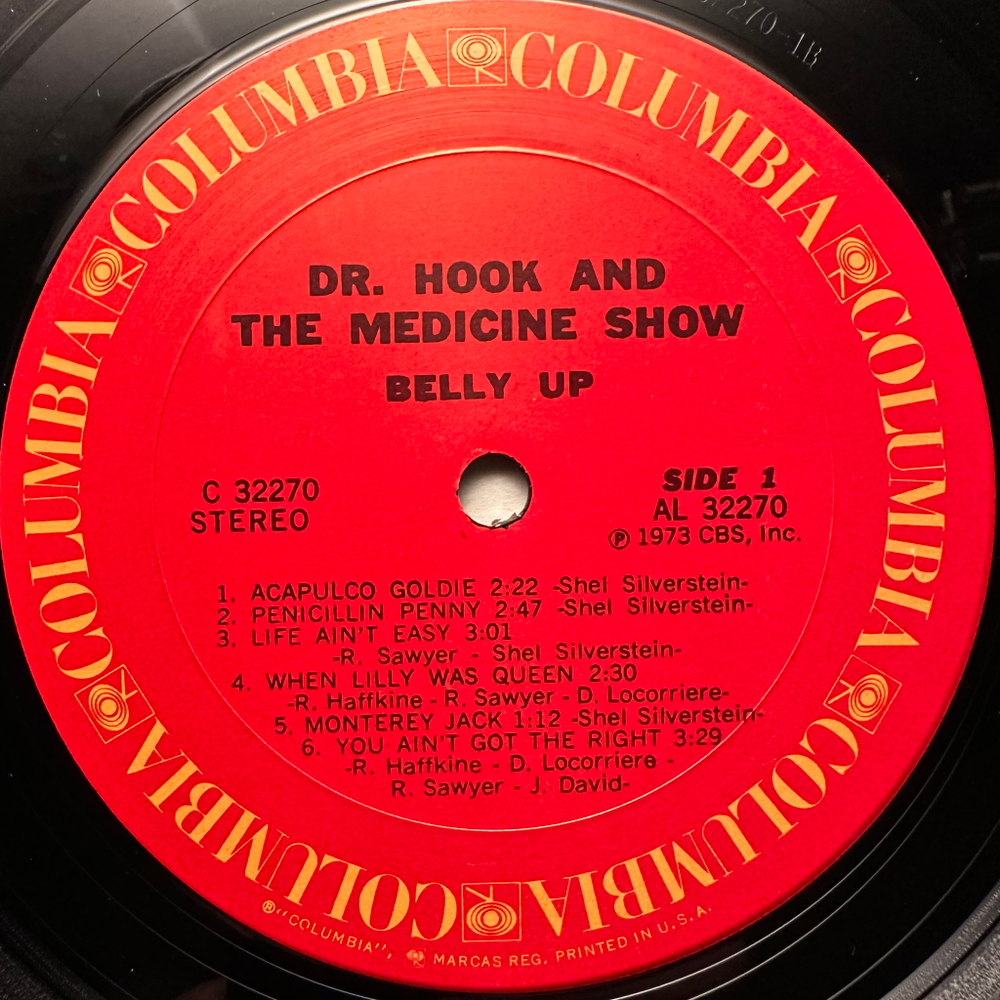 270-1B
COLUMBIA COLUMBIA COLUMBIA COLUMBIA COLUMBIA COLUMBIA
DR. HOOK AND
THE MEDICINE SHOW
BELLY UP
C 32270
STEREO
SIDE 1
AL 32270
℗ 1973 CBS, Inc.
1. ACAPULCO GOLDIE 2:22 -Shel Silverstein-
2. PENICILLIN PENNY 2:47 -Shel Silverstein-
3. LIFE AIN'T EASY 3:01
-R. Sawyer - Shel Silverstein-
4. WHEN LILLY WAS QUEEN 2:30
-R. Haffkine - R. Sawyer - D. Locorriere-
5. MONTEREY JACK 1:12 -Shel Silverstein-
6. YOU AIN'T GOT THE RIGHT 3:29
-R. Haffkine - D. Locorriere -
R. Sawyer - J. David-
COLUMBIA COLUMBIA
®"COLUMBIA", MARCAS REG. PRINTED IN U.S.A.